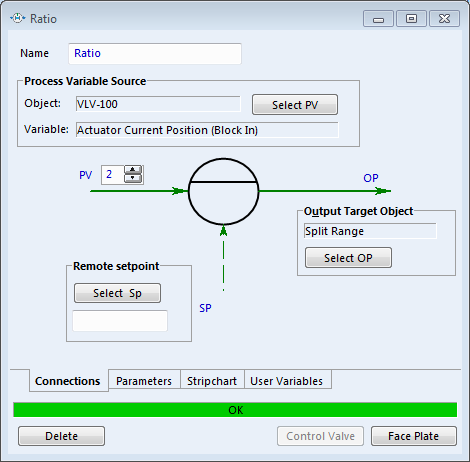 Ratio
Name Ratio
Process Variable Source
Object: VLV-100 Select PV
Variable: Actuator Current Position (Block In)
PV 2 OP
Output Target Object
Split Range
Select OP
Remote setpoint
Select Sp
SP
Connections Parameters Stripchart User Variables
OK
Delete Control Valve Face Plate